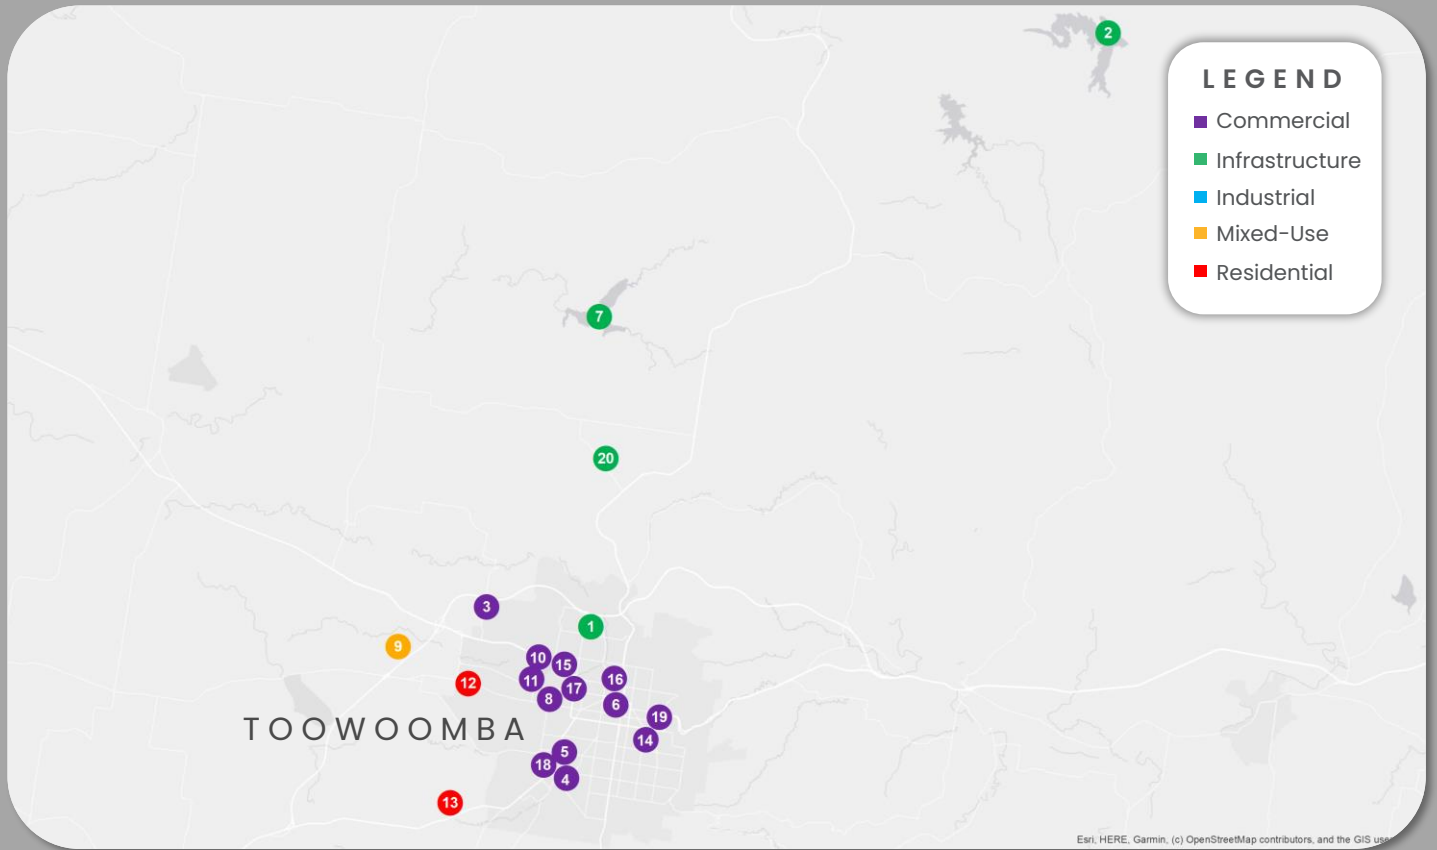 2
LEGEND
Commercial
Infrastructure
Industrial
Mixed-Use
Residential
7
20
3
1
9
10
15
12
11
16
17
8
6
19
TOOWOOMBA
14
5
18
4
13
Esri, HERE, Garmin, (c) OpenStreetMap contributors, and the GIS